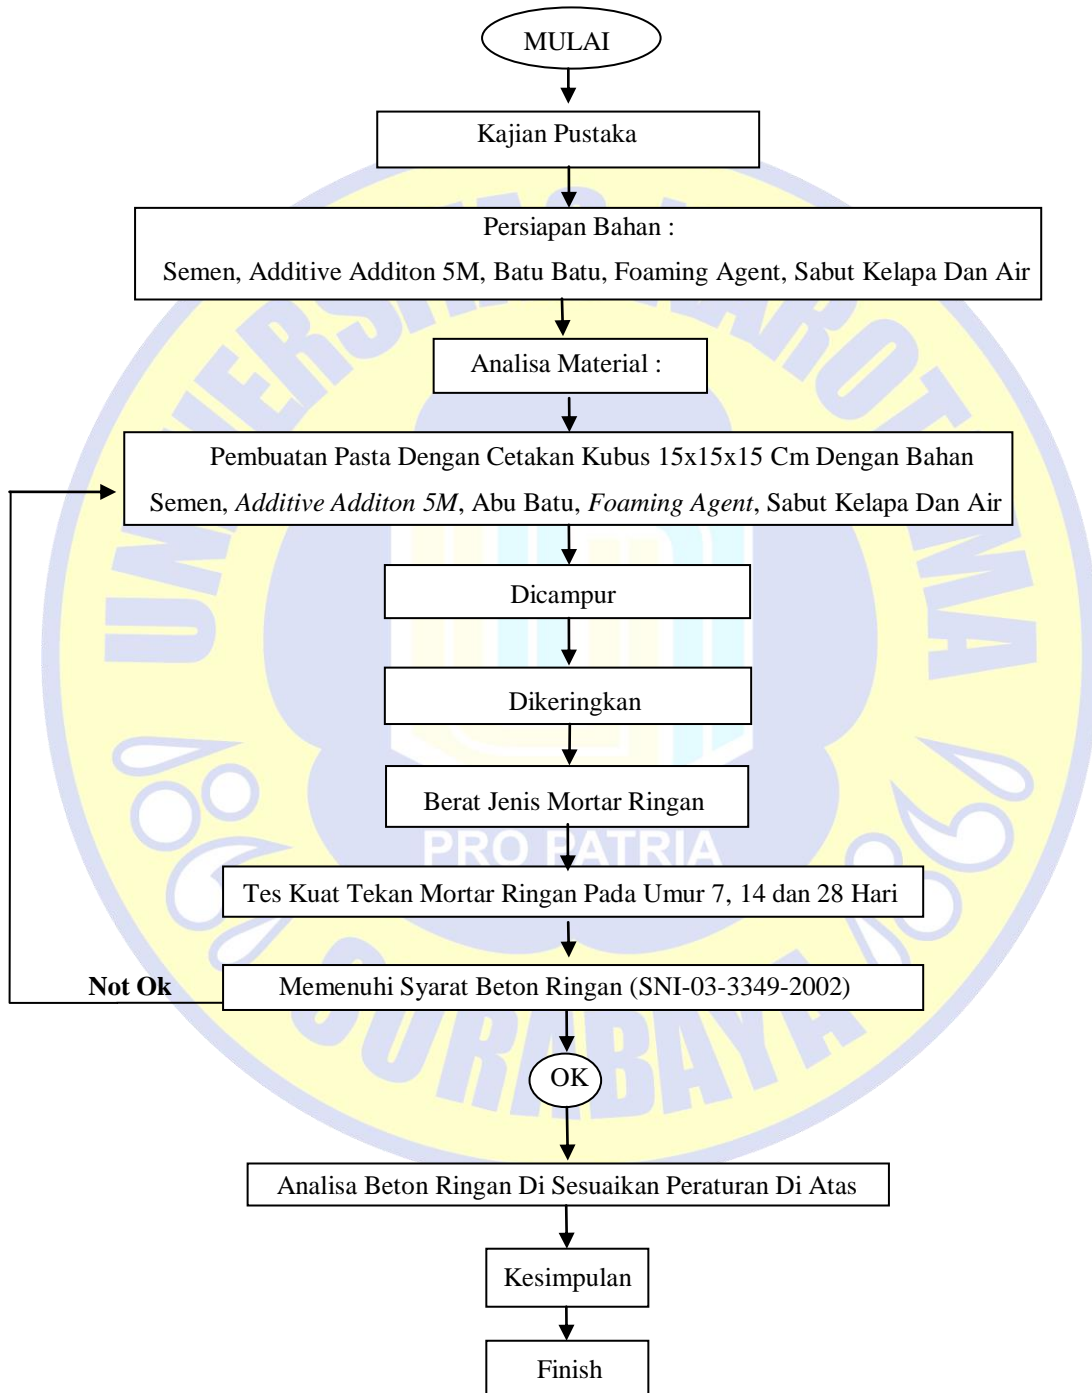 MULAI
Kajian Pustaka
Persiapan Bahan :
Semen, Additive Additon 5M, Batu Batu, Foaming Agent, Sabut Kelapa Dan Air
Analisa Material :
Pembuatan Pasta Dengan Cetakan Kubus 15x15x15 Cm Dengan Bahan
Semen, Additive Additon 5M, Abu Batu, Foaming Agent, Sabut Kelapa Dan Air
Dicampur
Dikeringkan
Berat Jenis Mortar Ringan
PRO PATRIA
Tes Kuat Tekan Mortar Ringan Pada Umur 7, 14 dan 28 Hari
Not Ok
Memenuhi Syarat Beton Ringan (SNI-03-3349-2002)
OK
Analisa Beton Ringan Di Sesuaikan Peraturan Di Atas
Kesimpulan
Finish
UNIVERSITAS NAROTAMA
SURABAYA